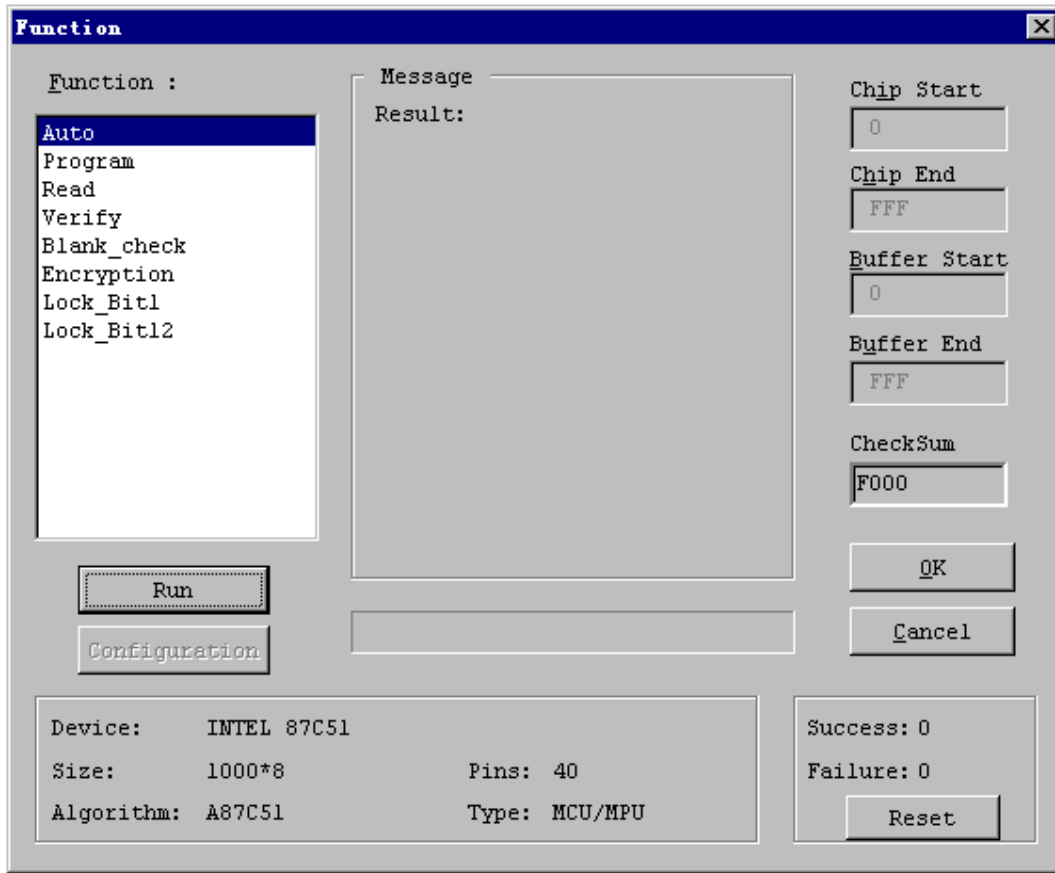 Function
Function :
Auto
Program
Read
Verify
Blank_check
Encryption
Lock_Bit1
Lock_Bit12
Run
Configuration
Message
Result:
Chip Start
0
Chip End
FFF
Buffer Start
0
Buffer End
FFF
CheckSum
F000
OK
Cancel
Device: INTEL 87C51
Size: 1000*8 Pins: 40
Algorithm: A87C51 Type: MCU/MPU
Success: 0
Failure: 0
Reset